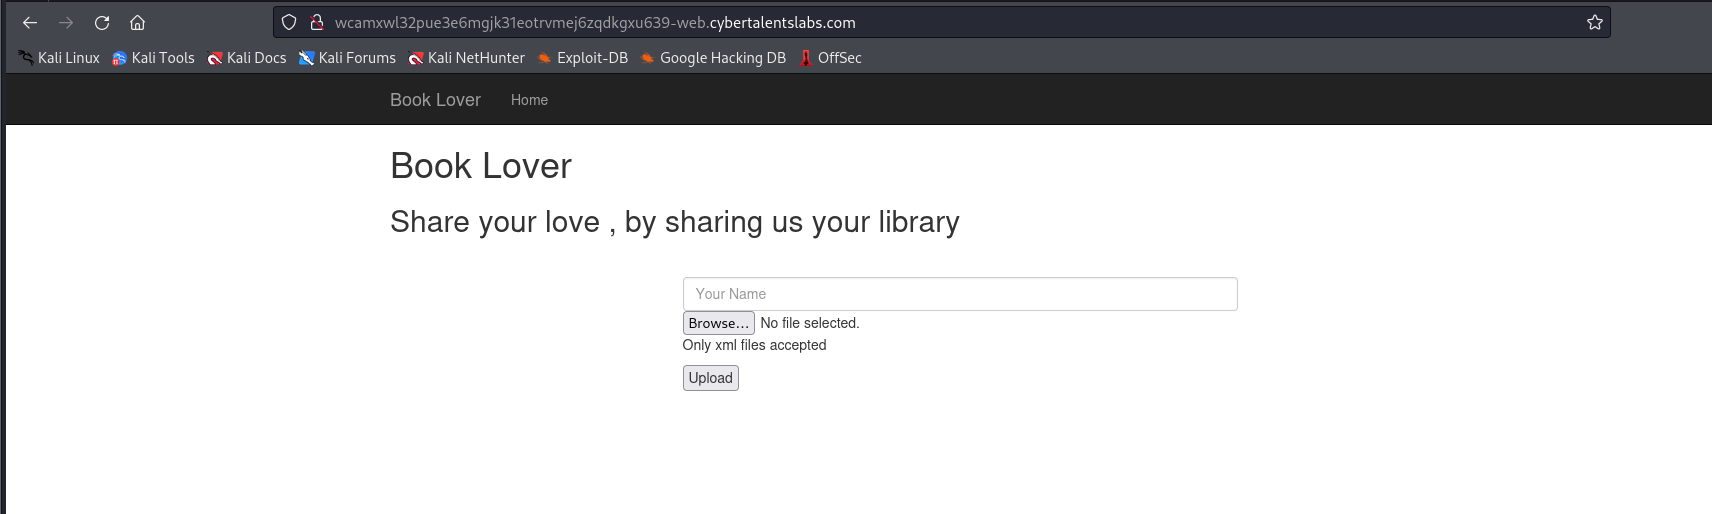 wcamxwl32pue3e6mgjk31eotrvmej6zqdkgxu639-web.cybertalentslabs.com
Kali Linux Kali Tools Kali Docs Kali Forums Kali NetHunter Exploit-DB Google Hacking DB OffSec
Book Lover Home
Book Lover
Share your love , by sharing us your library
Your Name
Browse... No file selected.
Only xml files accepted
Upload